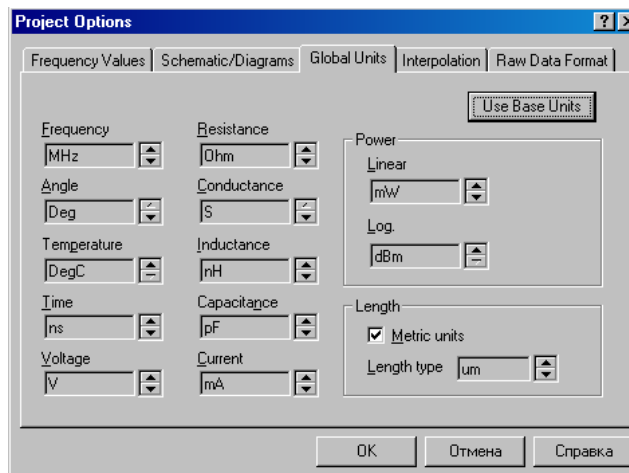 Project Options
Frequency Values
Schematic/Diagrams
Global Units
Interpolation
Raw Data Format
Use Base Units
Frequency
MHz
Angle
Deg
Temperature
DegC
Time
ns
Voltage
V
Resistance
Ohm
Conductance
S
Inductance
nH
Capacitance
pF
Current
mA
Power
Linear
mW
Log.
dBm
Length
Metric units
Length type
um
OK
Отмена
Справка